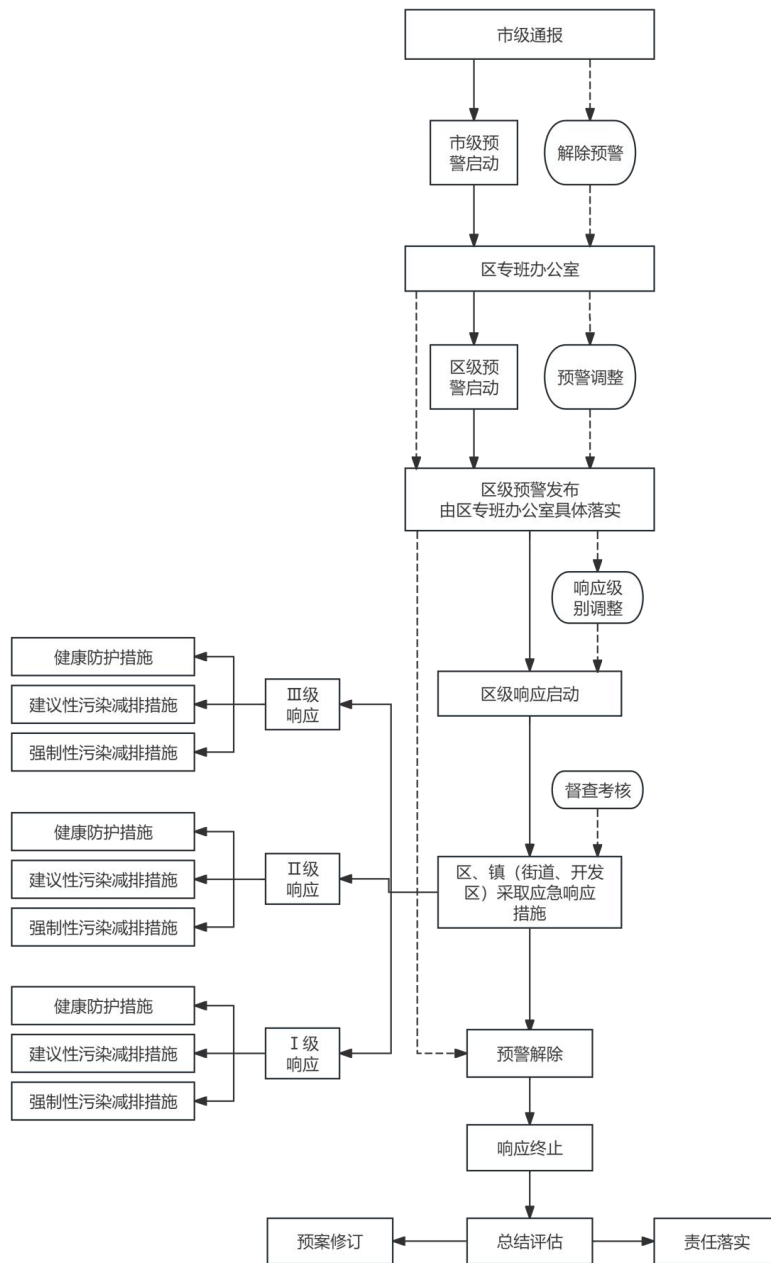 市级通报
市级预
警启动
解除预警
区专班办公室
区级预
警启动
预警调整
区级预警发布
由区专班办公室具体落实
响应级
别调整
健康防护措施
建议性污染减排措施
强制性污染减排措施
Ⅲ级
响应
区级响应启动
督查考核
健康防护措施
建议性污染减排措施
强制性污染减排措施
Ⅱ级
响应
区、镇（街道、开发
区）采取应急响应
措施
健康防护措施
建议性污染减排措施
强制性污染减排措施
Ⅰ级
响应
预警解除
响应终止
预案修订
总结评估
责任落实